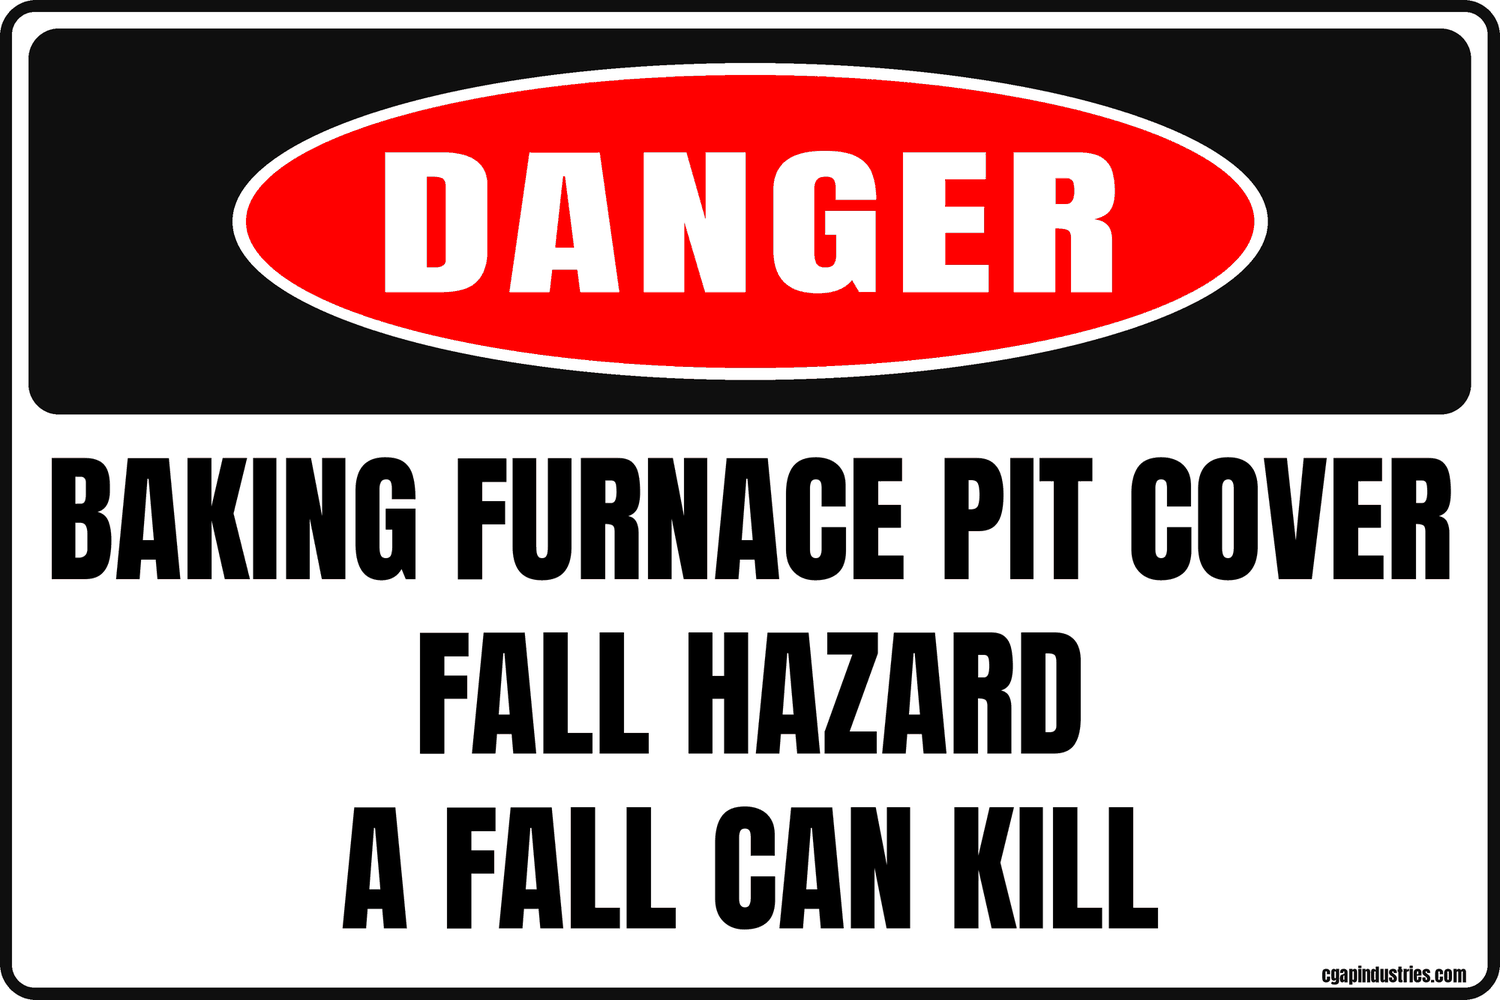 DANGER
BAKING FURNACE PIT COVER
FALL HAZARD
A FALL CAN KILL
cgapindustries.com